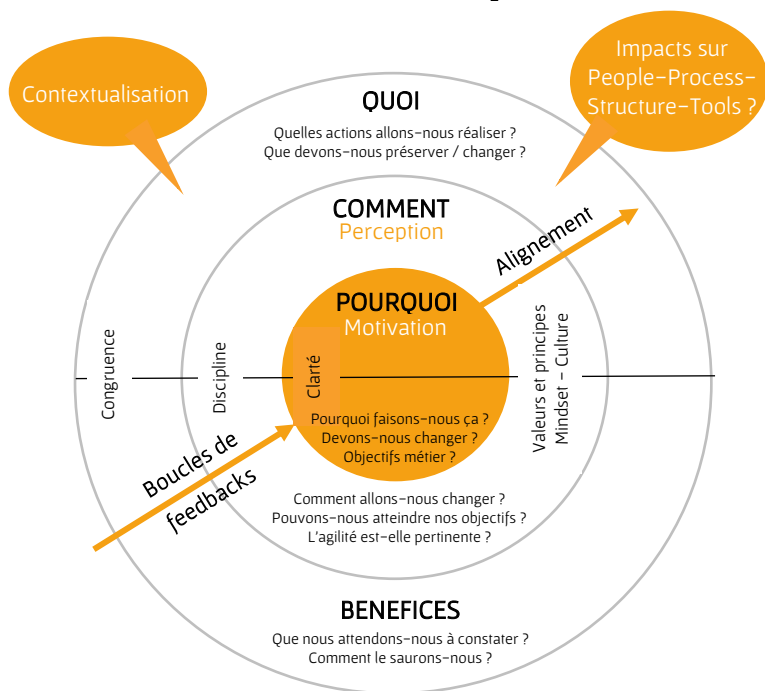 Contextualisation
Impacts sur
People-Process-
Structure-Tools ?
QUOI
Quelles actions allons-nous réaliser ?
Que devons-nous préserver / changer ?
COMMENT
Perception
Alignement
POURQUOI
Motivation
Congruence
Discipline
Clarté
Valeurs et principes
Mindset - Culture
Pourquoi faisons-nous ça ?
Devons-nous changer ?
Objectifs métier ?
Boucles de
feedbacks
Comment allons-nous changer ?
Pouvons-nous atteindre nos objectifs ?
L'agilité est-elle pertinente ?
BENEFICES
Que nous attendons-nous à constater ?
Comment le saurons-nous ?